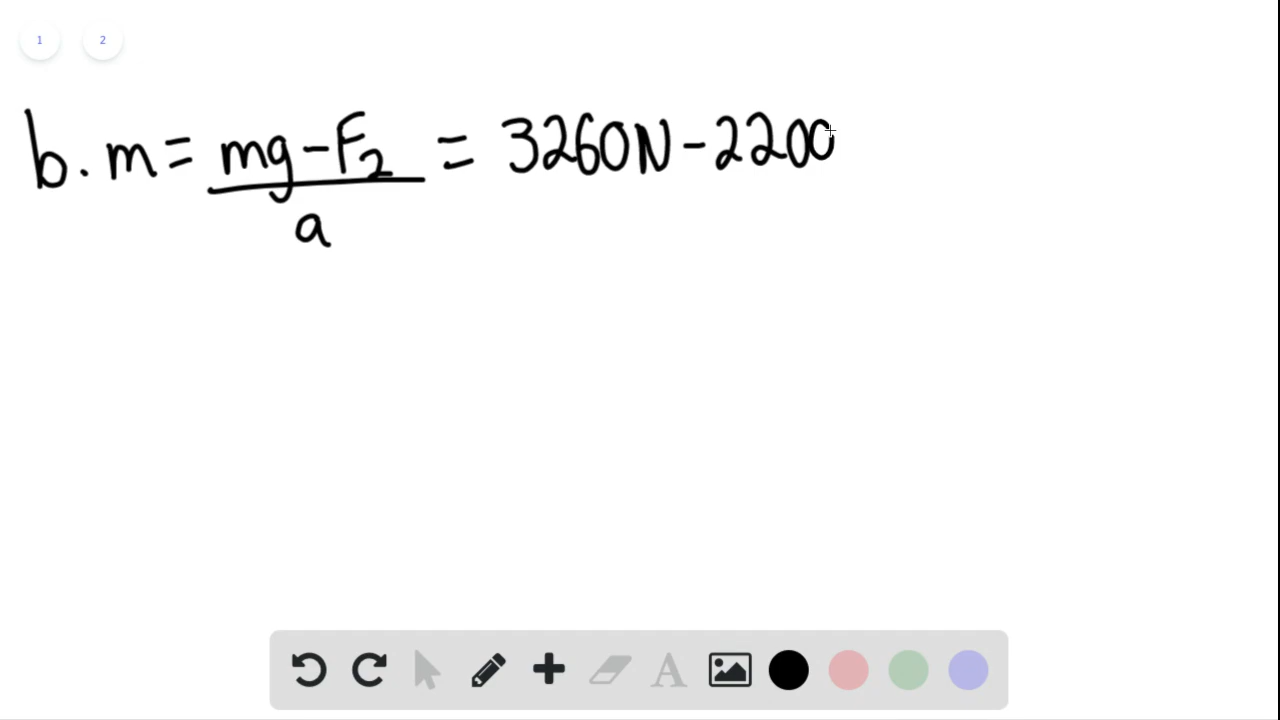 1 2
b. m = mg-F₂ = 3260N-2200
a
A